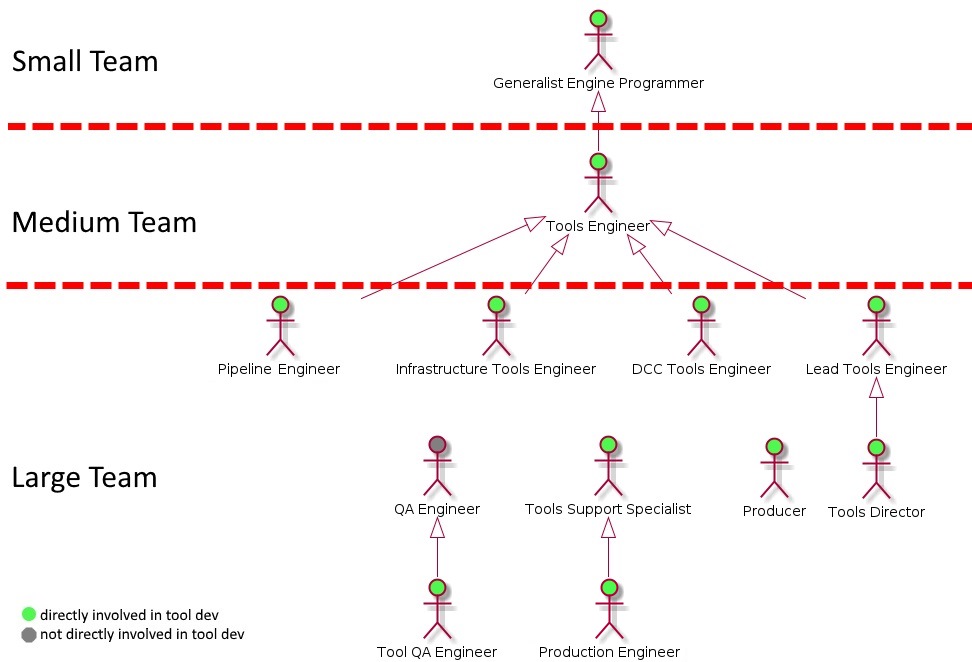 Small Team
Generalist Engine Programmer
Medium Team
Tools Engineer
Pipeline Engineer
Infrastructure Tools Engineer
DCC Tools Engineer
Lead Tools Engineer
Large Team
QA Engineer
Tools Support Specialist
Producer
Tools Director
directly involved in tool dev
not directly involved in tool dev
Tool QA Engineer
Production Engineer